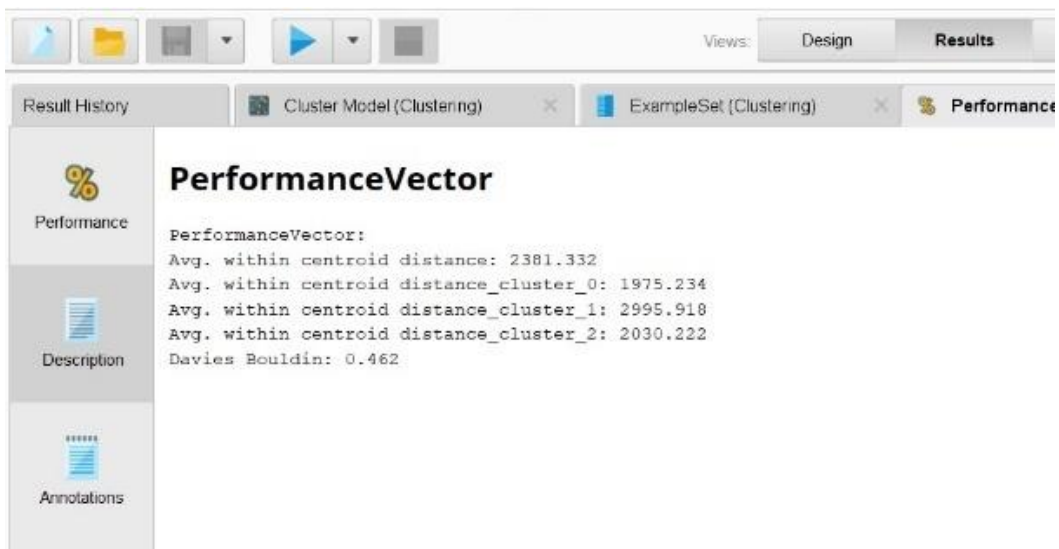 Views: Design Results
Result History Cluster Model (Clustering) ExampleSet (Clustering) Performance
Performance
Description
Annotations
PerformanceVector
PerformanceVector:
Avg. within centroid distance: 2381.332
Avg. within centroid distance_cluster_0: 1975.234
Avg. within centroid distance_cluster_1: 2995.918
Avg. within centroid distance_cluster_2: 2030.222
Davies Bouldin: 0.462